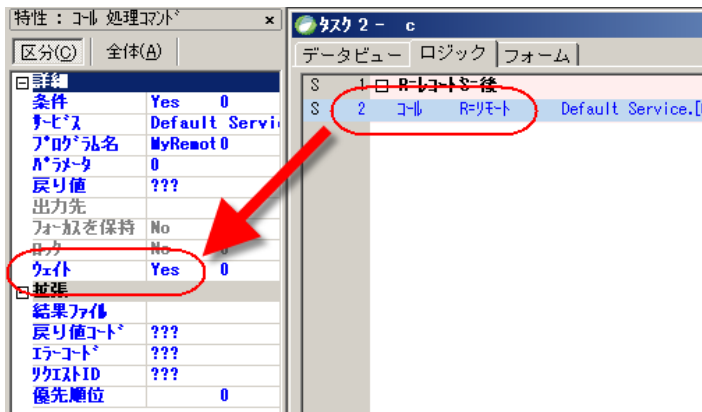 特性 : ｺｰﾙ 処理ｺﾏﾝﾄﾞ ×
区分(C) 全体(A)
詳細
条件 Yes 0
ｻｰﾋﾞｽ Default Servi
ﾌﾟﾛｸﾞﾗﾑ名 MyRemot 0
ﾊﾟﾗﾒｰﾀ 0
戻り値 ???
出力先
ﾌｫｰｶｽを保持 No
ﾛｯｸ No 0
ｳｪｲﾄ Yes 0
拡張
結果ﾌｧｲﾙ
戻り値ｺｰﾄﾞ ???
ｴﾗｰｺｰﾄﾞ ???
ﾘｸｴｽﾄID ???
優先順位 0
ﾀｽｸ 2 - c
データビュー ロジック フォーム
S 1 R=ﾚｺｰﾄﾞS=後
S 2 ｺｰﾙ R=ﾘﾓｰﾄ Default Service.[